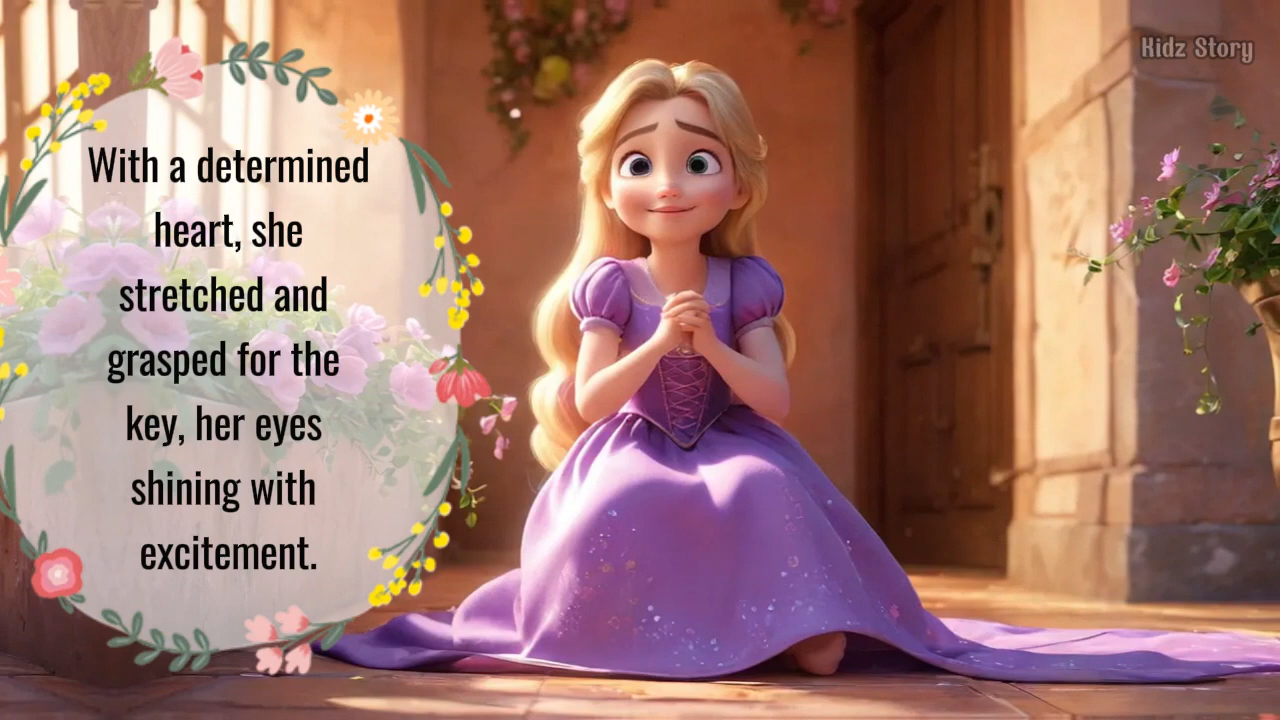 Kidz Story
With a determined
heart, she
stretched and
grasped for the
key, her eyes
shining with
excitement.